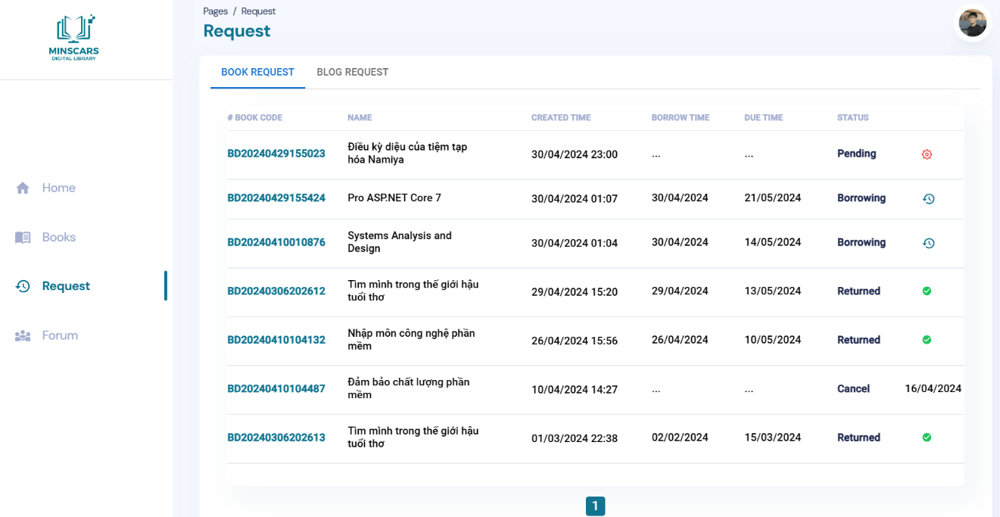 MINSCARS
DIGITAL LIBRARY
Pages / Request
Request
Home
Books
Request
Forum
BOOK REQUEST BLOG REQUEST
# BOOK CODE NAME CREATED TIME BORROW TIME DUE TIME STATUS
BD20240429155023 Điều kỳ diệu của tiệm tạp
hóa Namiya 30/04/2024 23:00 ... ... Pending
BD20240429155424 Pro ASP.NET Core 7 30/04/2024 01:07 30/04/2024 21/05/2024 Borrowing
BD20240410010876 Systems Analysis and
Design 30/04/2024 01:04 30/04/2024 14/05/2024 Borrowing
BD20240306202612 Tìm mình trong thế giới hậu
tuổi thơ 29/04/2024 15:20 29/04/2024 13/05/2024 Returned
BD20240410104132 Nhập môn công nghệ phần
mềm 26/04/2024 15:56 26/04/2024 10/05/2024 Returned
BD20240410104487 Đảm bảo chất lượng phần
mềm 10/04/2024 14:27 ... ... Cancel 16/04/2024
BD20240306202613 Tìm mình trong thế giới hậu
tuổi thơ 01/03/2024 22:38 02/02/2024 15/03/2024 Returned
1